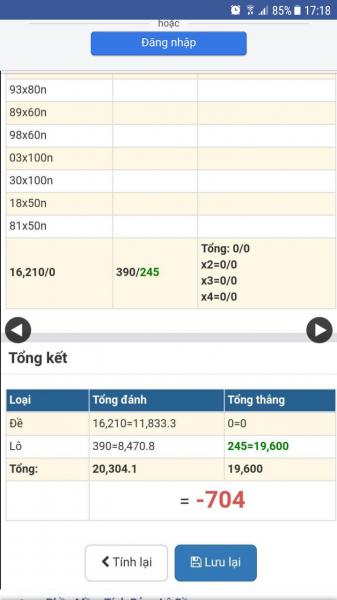 85% 17:18
hoặc
Đăng nhập
93x80n
89x60n
98x60n
03x100n
30x100n
18x50n
81x50n
16,210/0 390/245 Tổng: 0/0
x2=0/0
x3=0/0
x4=0/0
Tổng kết
Loại Tổng đánh Tổng thắng
Đề 16,210=11,833.3 0=0
Lô 390=8,470.8 245=19,600
Tổng: 20,304.1 19,600
= -704
Tính lại Lưu lại